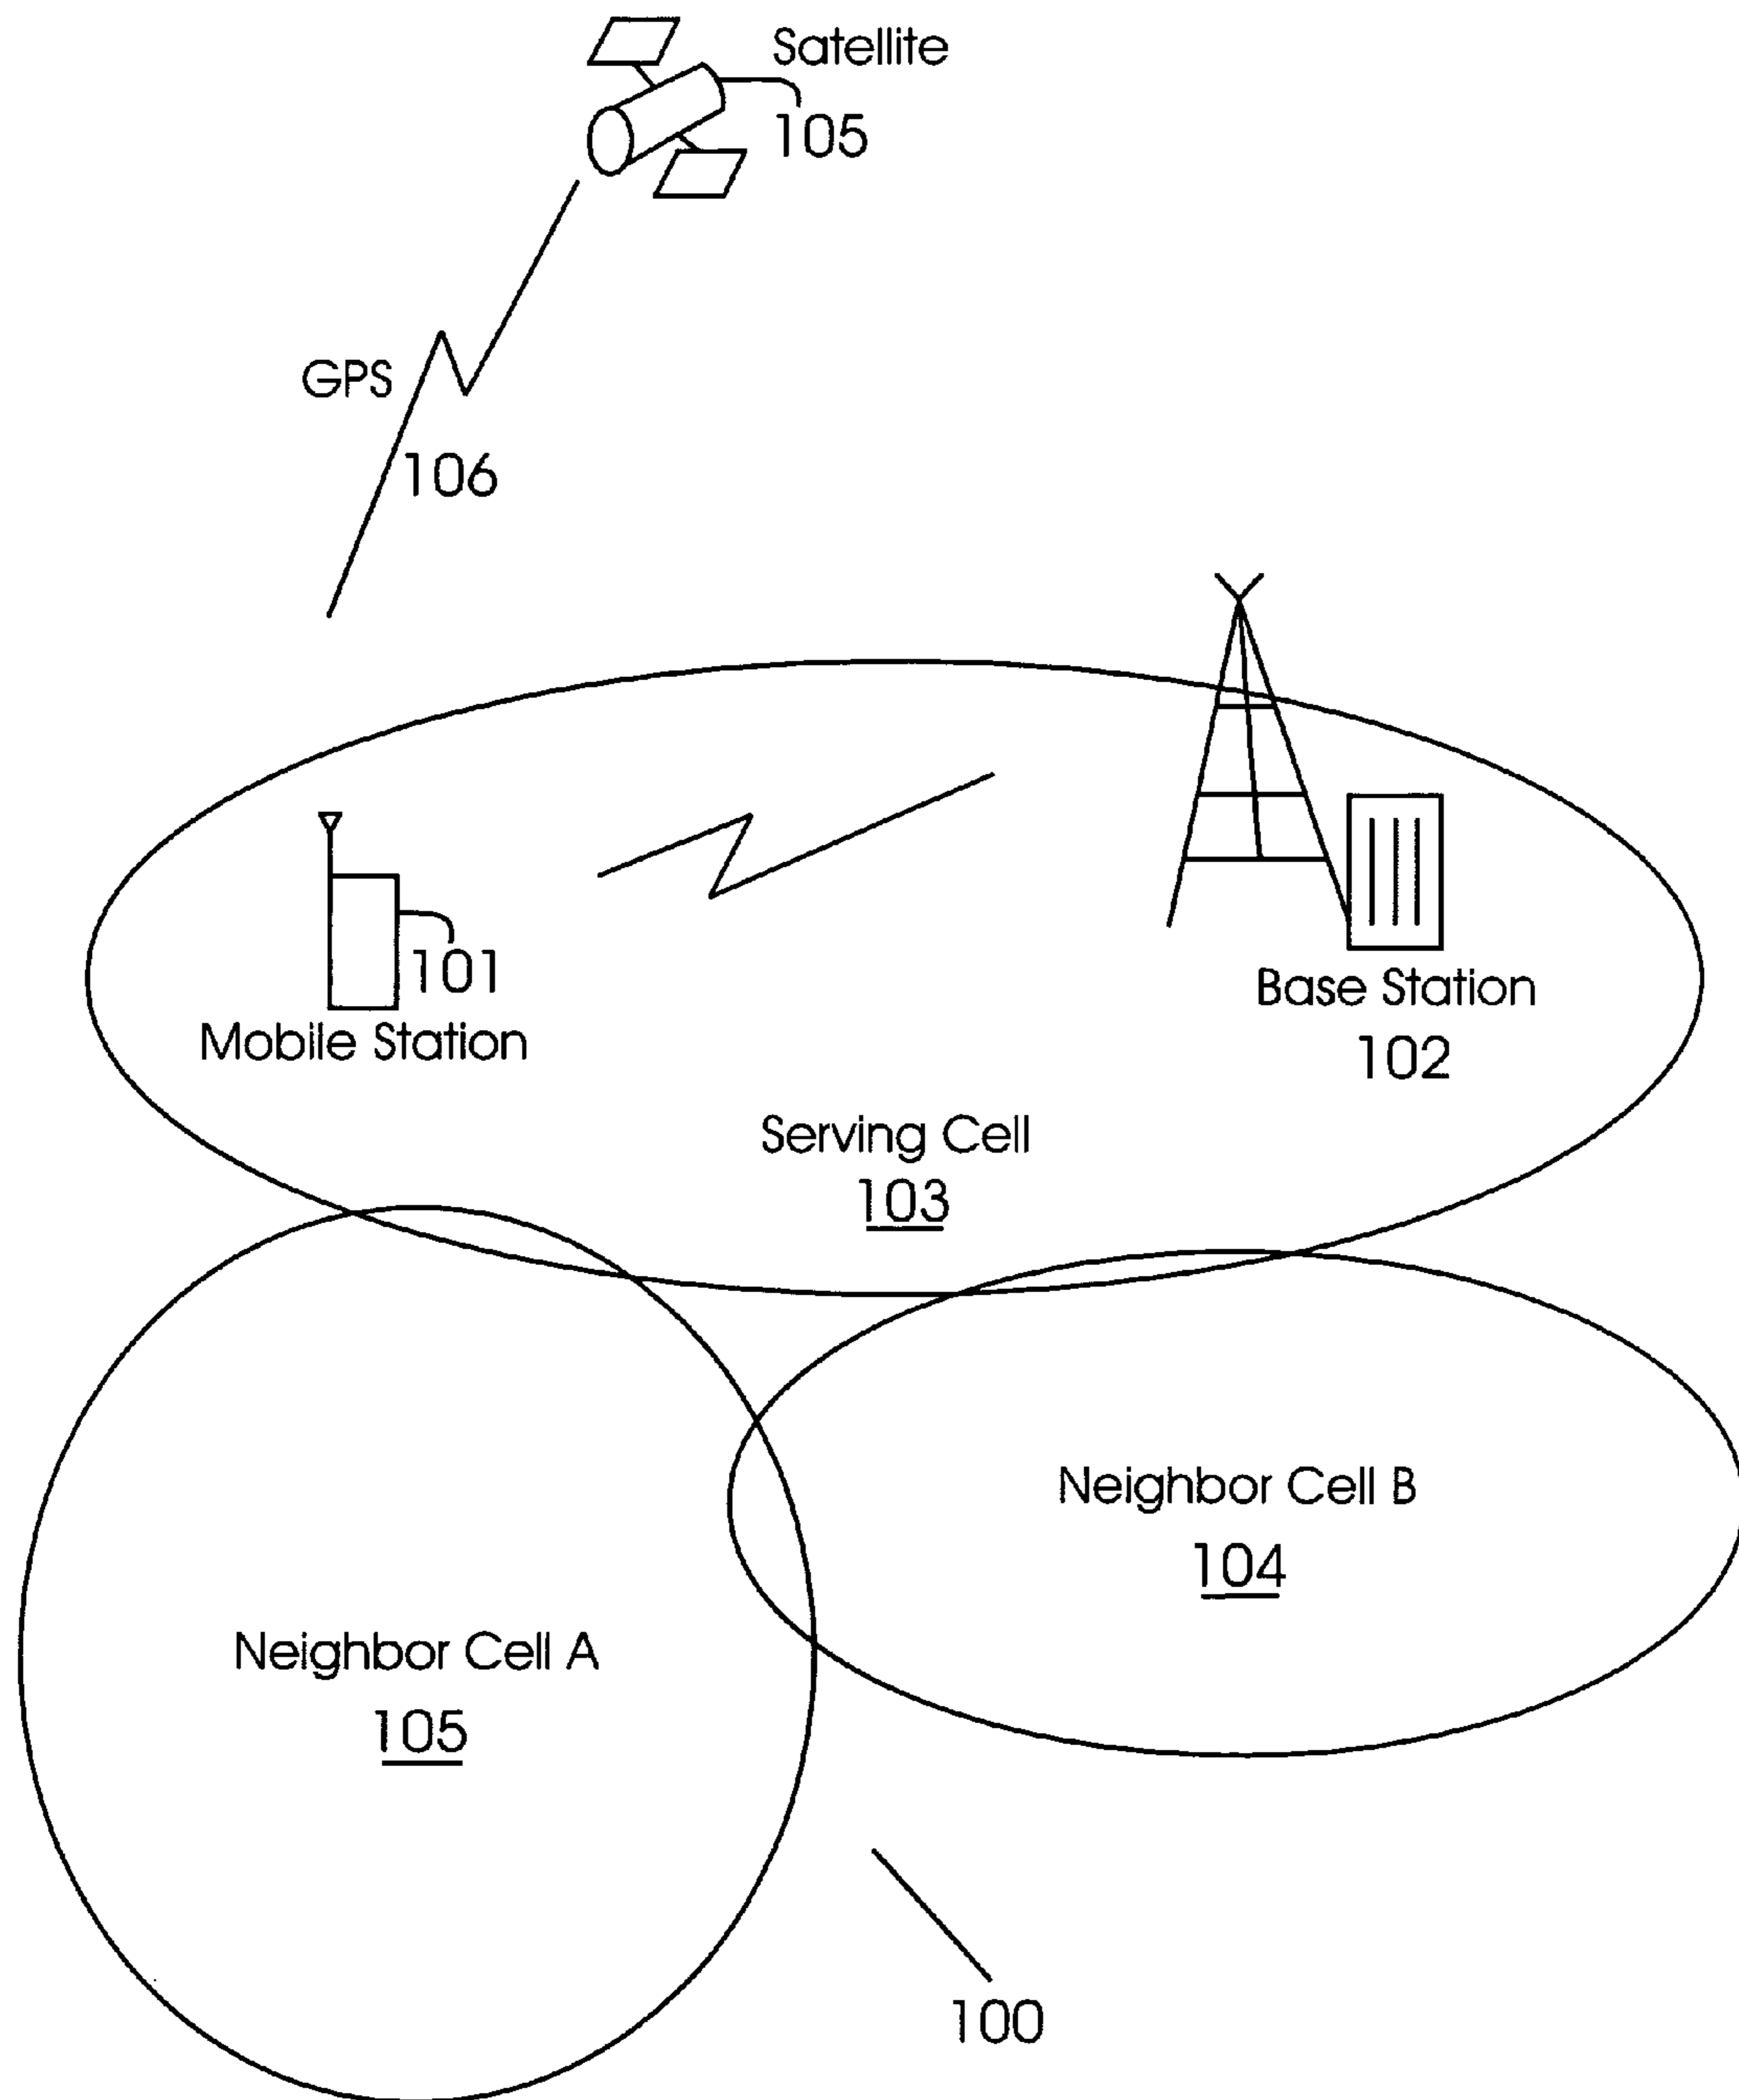 Satellite
105
GPS
106
101
Mobile Station
Base Station
102
Serving Cell
103
Neighbor Cell B
104
Neighbor Cell A
105
100